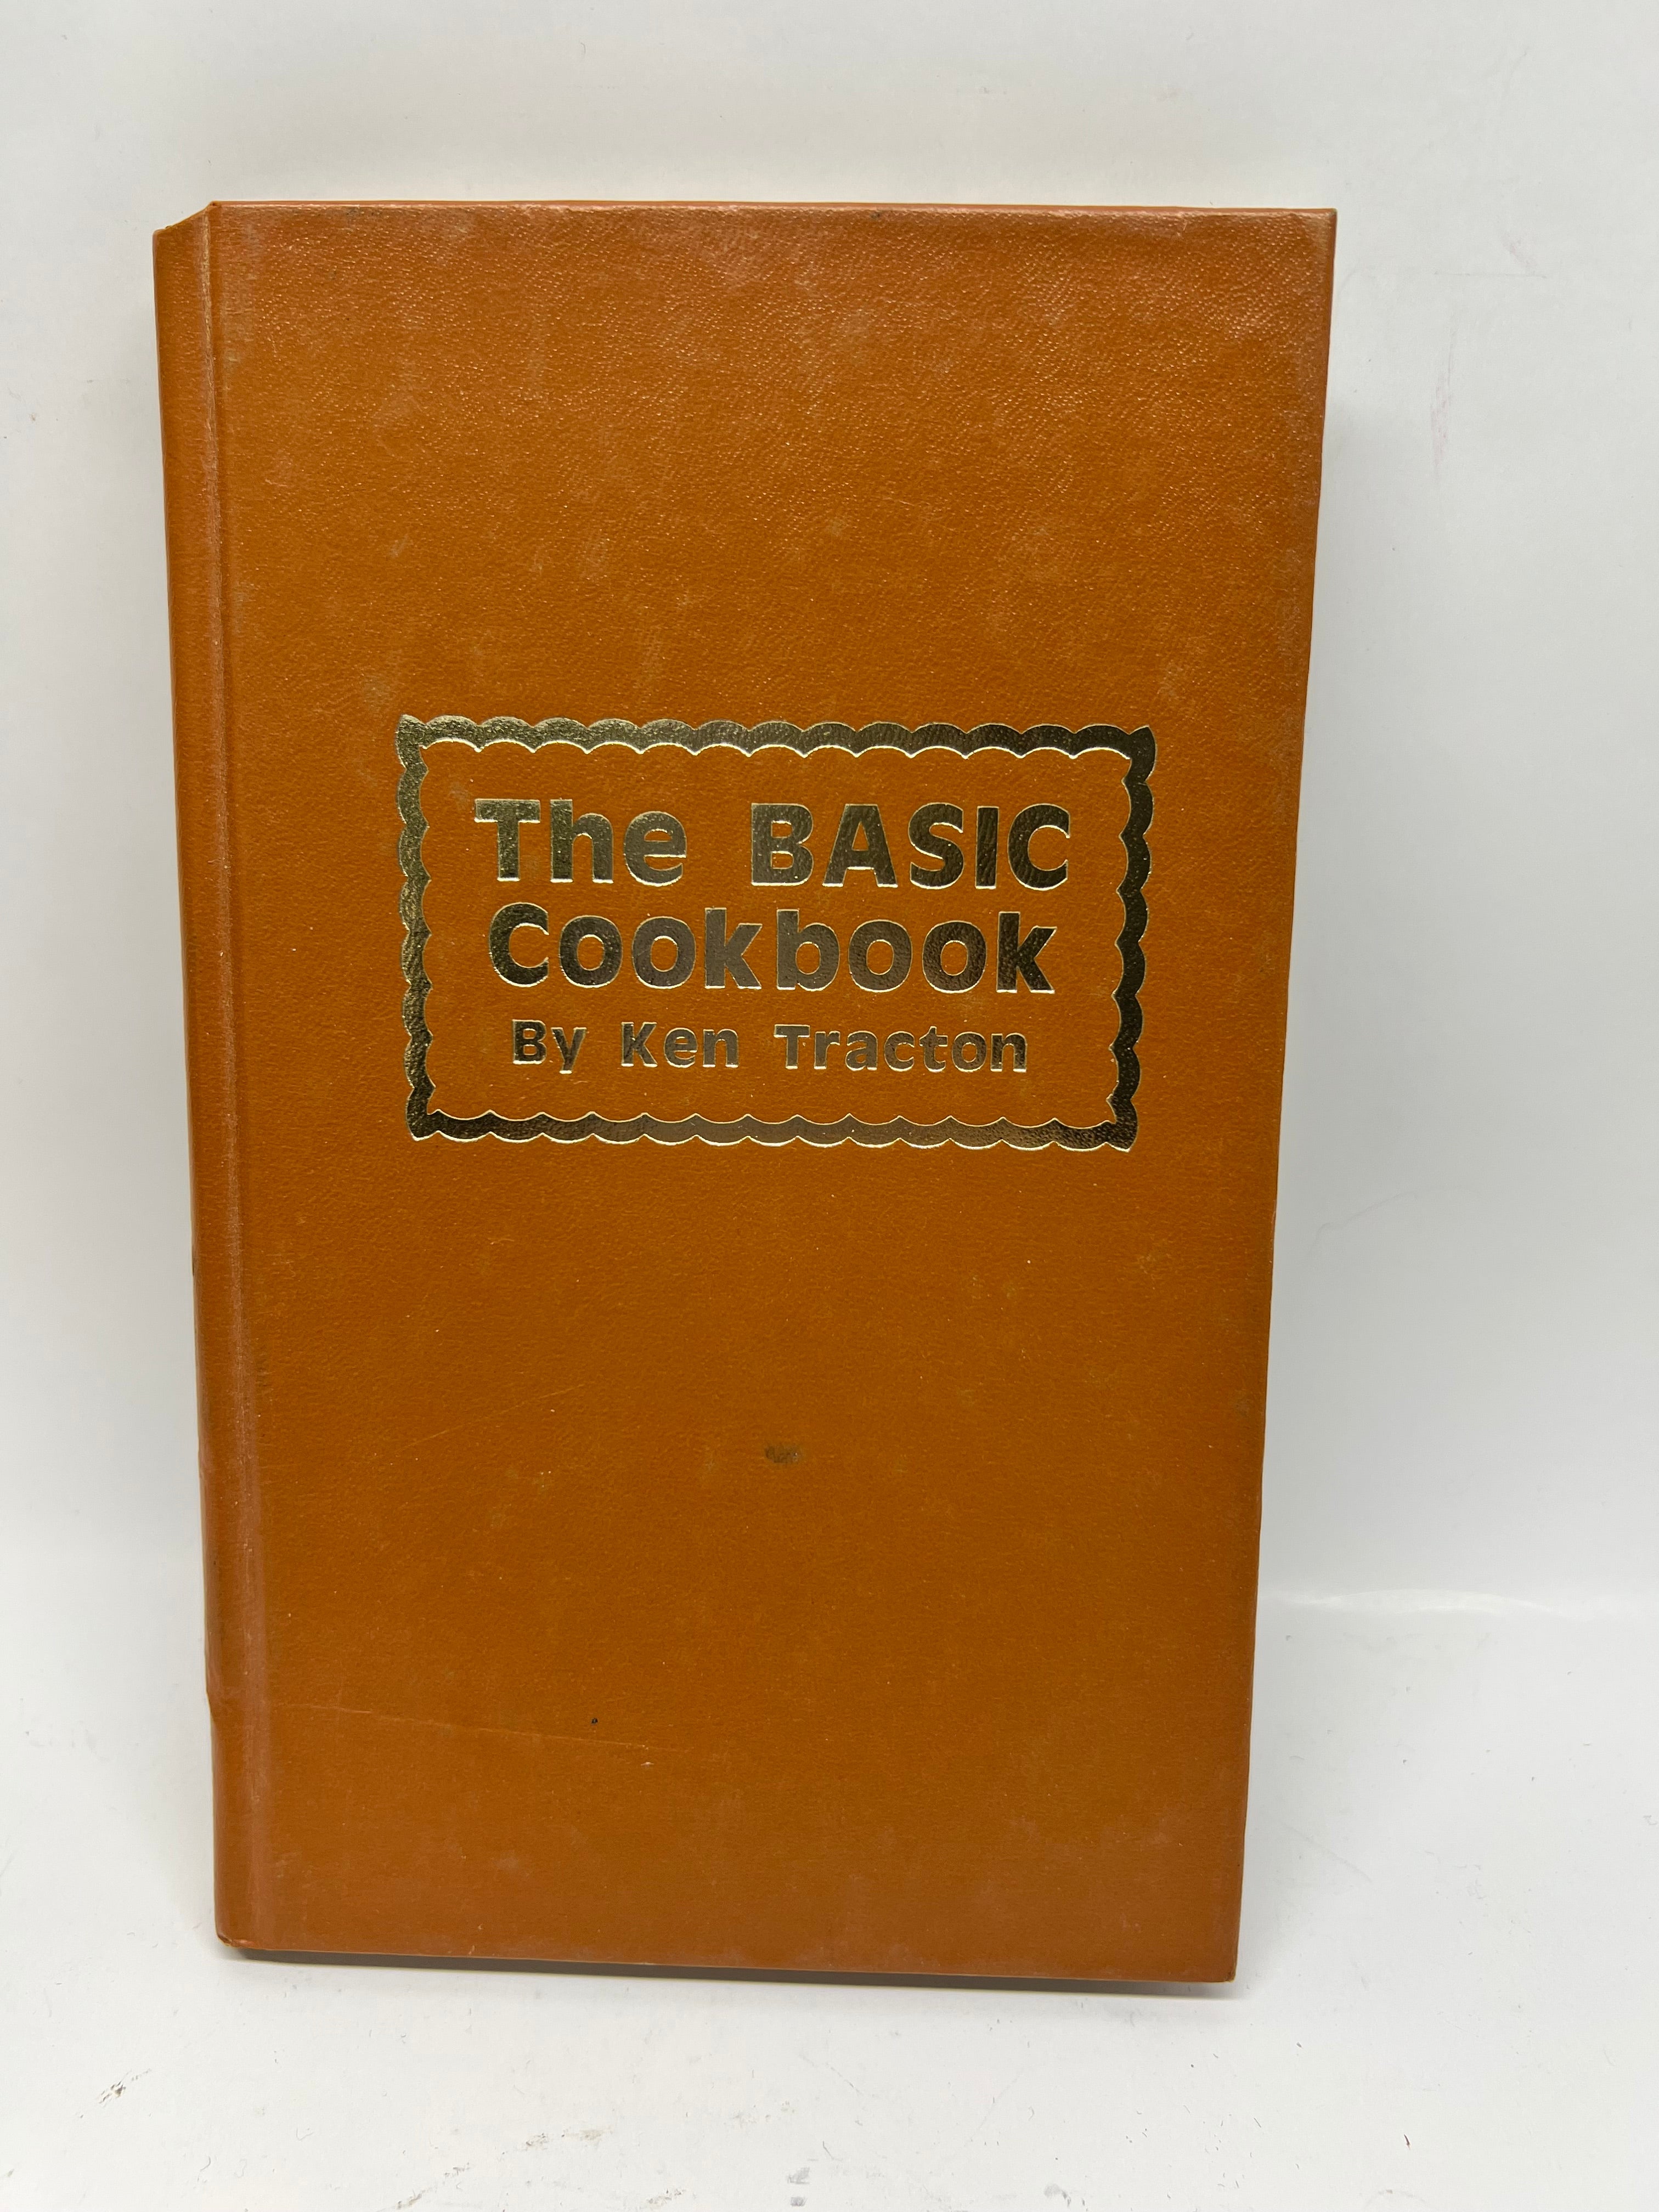 The BASIC
Cookbook
By Ken Tracton